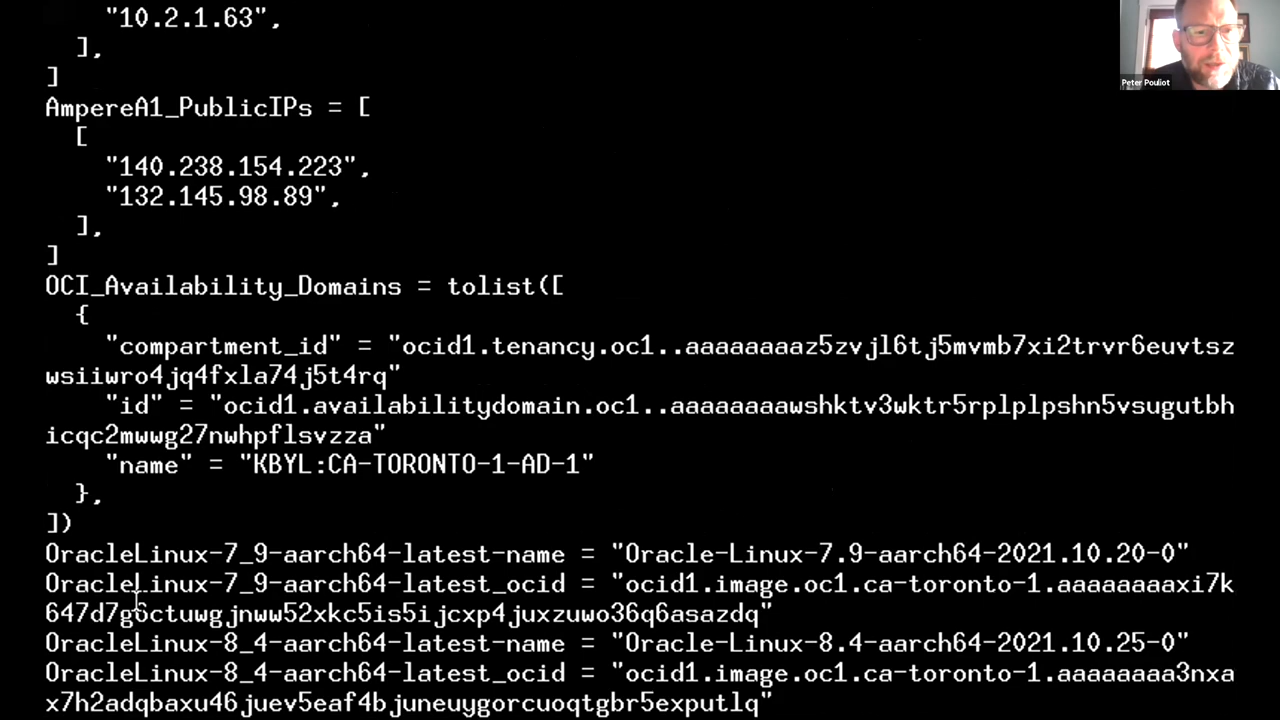 "10.2.1.63",
],
]
AmpereA1_PublicIPs = [
[
"140.238.154.223",
"132.145.98.89",
],
]
OCI_Availability_Domains = tolist([
{
"compartment_id" = "ocid1.tenancy.oc1..aaaaaaaaz5zvjl6tj5mvmb7xi2trvr6euvtsz
wsiiwro4jq4fxla74j5t4rq"
"id" = "ocid1.availabilitydomain.oc1..aaaaaaaawshktv3wktr5rplplpshn5vsugutbh
icqc2mwwg27nwhpflsvzza"
"name" = "KBYL:CA-TORONTO-1-AD-1"
},
])
OracleLinux-7_9-aarch64-latest-name = "Oracle-Linux-7.9-aarch64-2021.10.20-0"
OracleLinux-7_9-aarch64-latest_ocid = "ocid1.image.oc1.ca-toronto-1.aaaaaaaaxi7k
647d7g6ctuwgjnww52xkc5is5ijcxp4juxzuwo36q6asazdq"
OracleLinux-8_4-aarch64-latest-name = "Oracle-Linux-8.4-aarch64-2021.10.25-0"
OracleLinux-8_4-aarch64-latest_ocid = "ocid1.image.oc1.ca-toronto-1.aaaaaaaa3nxa
x7h2adqbaxu46juev5eaf4bjuneuygorcuoqtgbr5exputlq"
Peter Pouliot